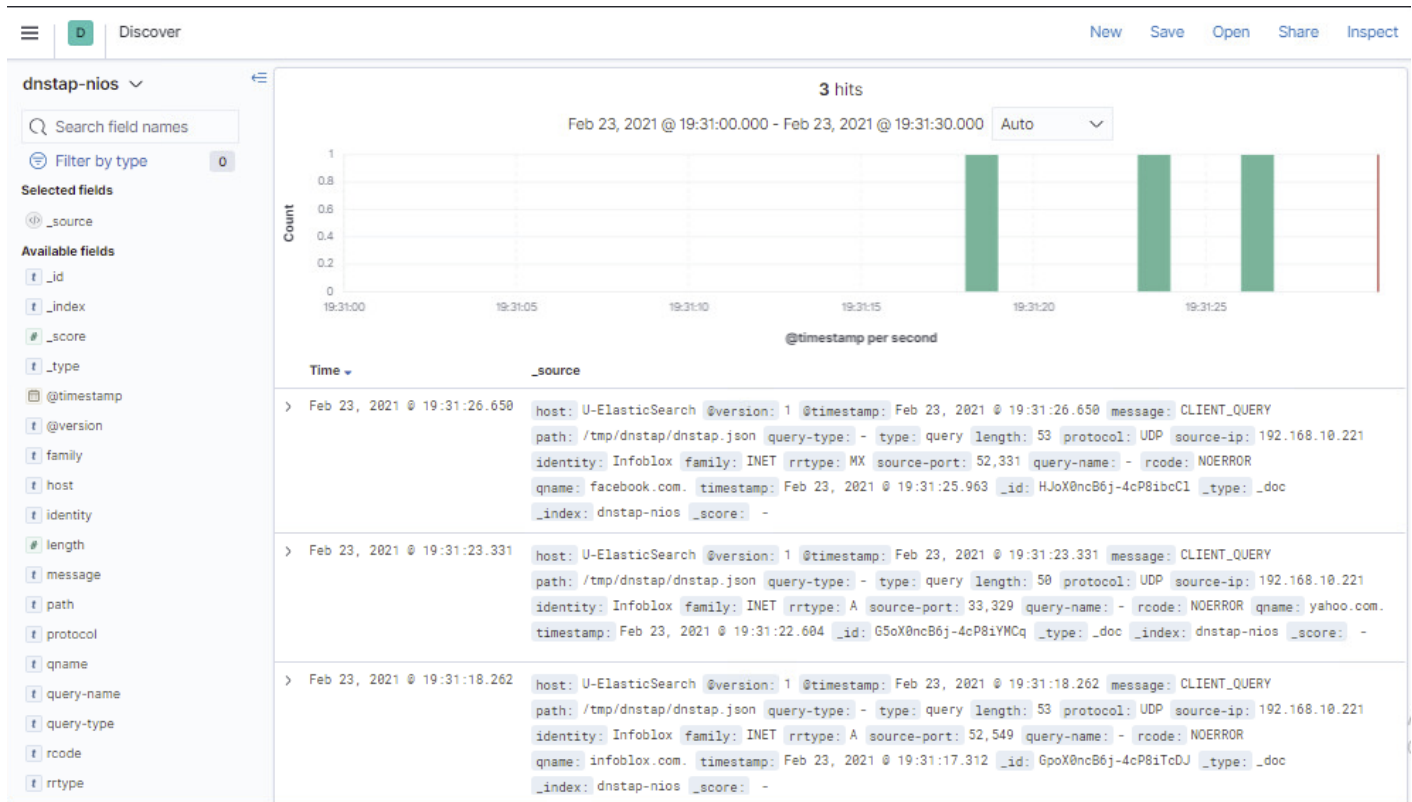 D Discover New Save Open Share Inspect
dnstap-nios
Search field names
Filter by type 0
Selected fields
_source
Available fields
t _id
t _index
# _score
t _type
@timestamp
t @version
t family
t host
t identity
# length
t message
t path
t protocol
t qname
t query-name
t query-type
t rcode
t rrtype
3 hits
Feb 23, 2021 @ 19:31:00.000 - Feb 23, 2021 @ 19:31:30.000 Auto
Count
1
0.8
0.6
0.4
0.2
0
19:31:00 19:31:05 19:31:10 19:31:15 19:31:20 19:31:25
@timestamp per second
Time _source
Feb 23, 2021 @ 19:31:26.650 host: U-ElasticSearch @version: 1 @timestamp: Feb 23, 2021 @ 19:31:26.650 message: CLIENT_QUERY
path: /tmp/dnstap/dnstap.json query-type: - type: query length: 53 protocol: UDP source-ip: 192.168.10.221
identity: Infoblox family: INET rrtype: MX source-port: 52,331 query-name: - rcode: NOERROR
qname: facebook.com. timestamp: Feb 23, 2021 @ 19:31:25.963 _id: HJoX0ncB6j-4cP8ibcCl _type: _doc
_index: dnstap-nios _score: -
Feb 23, 2021 @ 19:31:23.331 host: U-ElasticSearch @version: 1 @timestamp: Feb 23, 2021 @ 19:31:23.331 message: CLIENT_QUERY
path: /tmp/dnstap/dnstap.json query-type: - type: query length: 50 protocol: UDP source-ip: 192.168.10.221
identity: Infoblox family: INET rrtype: A source-port: 33,329 query-name: - rcode: NOERROR qname: yahoo.com.
timestamp: Feb 23, 2021 @ 19:31:22.604 _id: G5oX0ncB6j-4cP8iYMCq _type: _doc _index: dnstap-nios _score: -
Feb 23, 2021 @ 19:31:18.262 host: U-ElasticSearch @version: 1 @timestamp: Feb 23, 2021 @ 19:31:18.262 message: CLIENT_QUERY
path: /tmp/dnstap/dnstap.json query-type: - type: query length: 53 protocol: UDP source-ip: 192.168.10.221
identity: Infoblox family: INET rrtype: A source-port: 52,549 query-name: - rcode: NOERROR
qname: infoblox.com. timestamp: Feb 23, 2021 @ 19:31:17.312 _id: GpoX0ncB6j-4cP8iTcDJ _type: _doc
_index: dnstap-nios _score: -